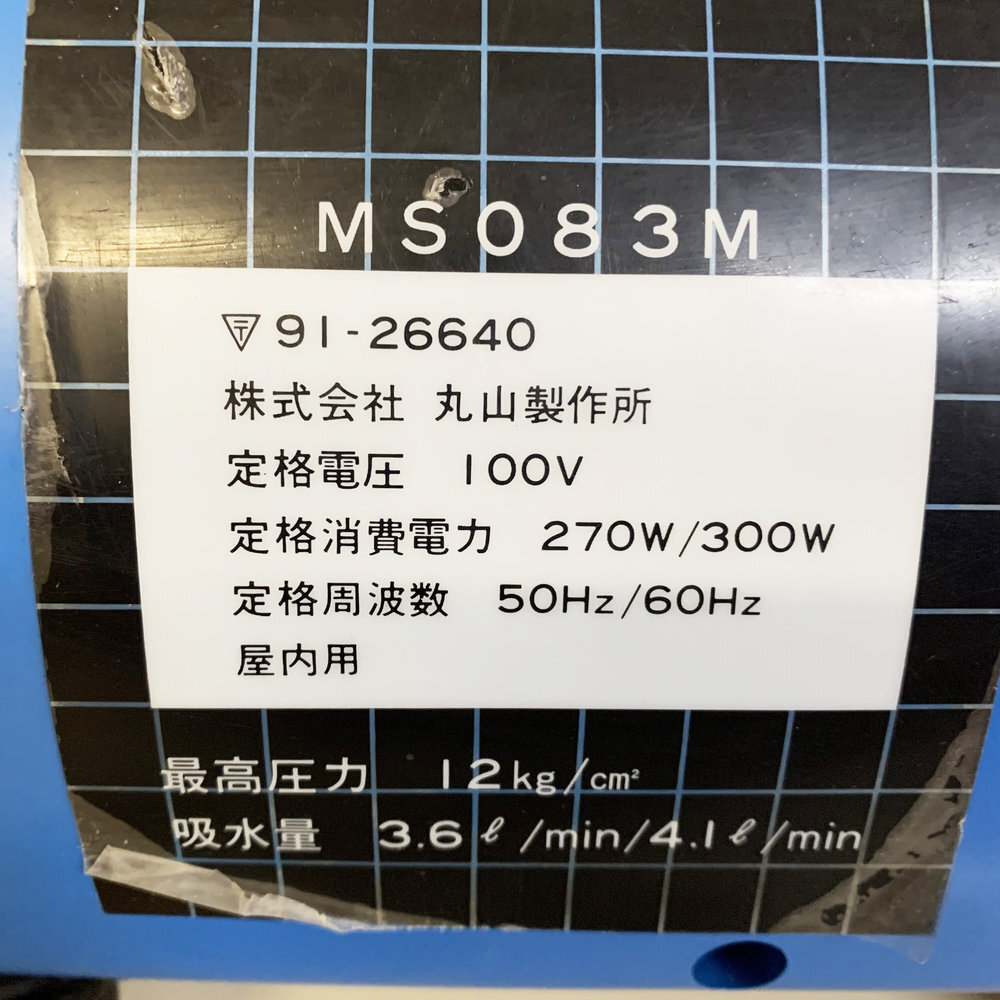 MS083M
91-26640
株式会社 丸山製作所
定格電圧 100V
定格消費電力 270W/300W
定格周波数 50Hz/60Hz
屋内用
最高圧力 12kg/cm²
吸水量 3.6ℓ/min/4.1ℓ/min